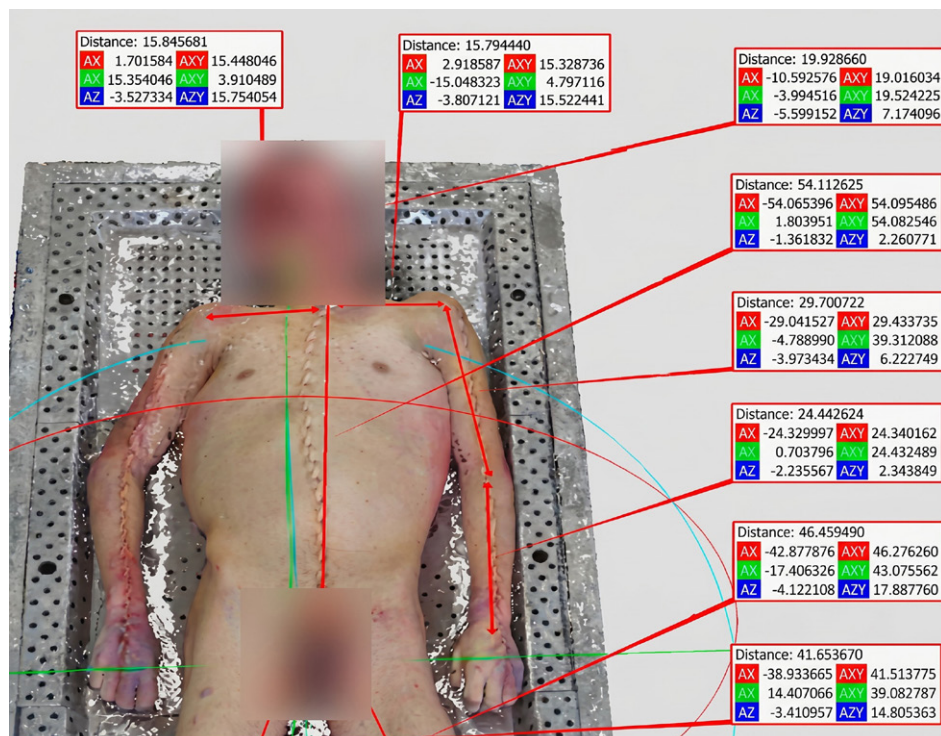 Distance: 15.845681
AX 1.701584 AXY 15.448046
AX 15.354046 AXY 3.910489
AZ -3.527334 AZY 15.754054
Distance: 15.794440
AX 2.918587 AXY 15.328736
AX -15.048323 AXY 4.797116
AZ -3.807121 AZY 15.522441
Distance: 19.928660
AX -10.592576 AXY 19.016034
AX -3.994516 AXY 19.524225
AZ -5.599152 AZY 7.174096
Distance: 54.112625
AX -54.065396 AXY 54.095486
AX 1.803951 AXY 54.082546
AZ -1.361832 AZY 2.260771
Distance: 29.700722
AX -29.041527 AXY 29.433735
AX -4.788990 AXY 39.312088
AZ -3.973434 AZY 6.222749
Distance: 24.442624
AX -24.329997 AXY 24.340162
AX 0.703796 AXY 24.432489
AZ -2.235567 AZY 2.343849
Distance: 46.459490
AX -42.877876 AXY 46.276260
AX -17.406326 AXY 43.075562
AZ -4.122108 AZY 17.887760
Distance: 41.653670
AX -38.933665 AXY 41.513775
AX 14.407066 AXY 39.082787
AZ -3.410957 AZY 14.805363